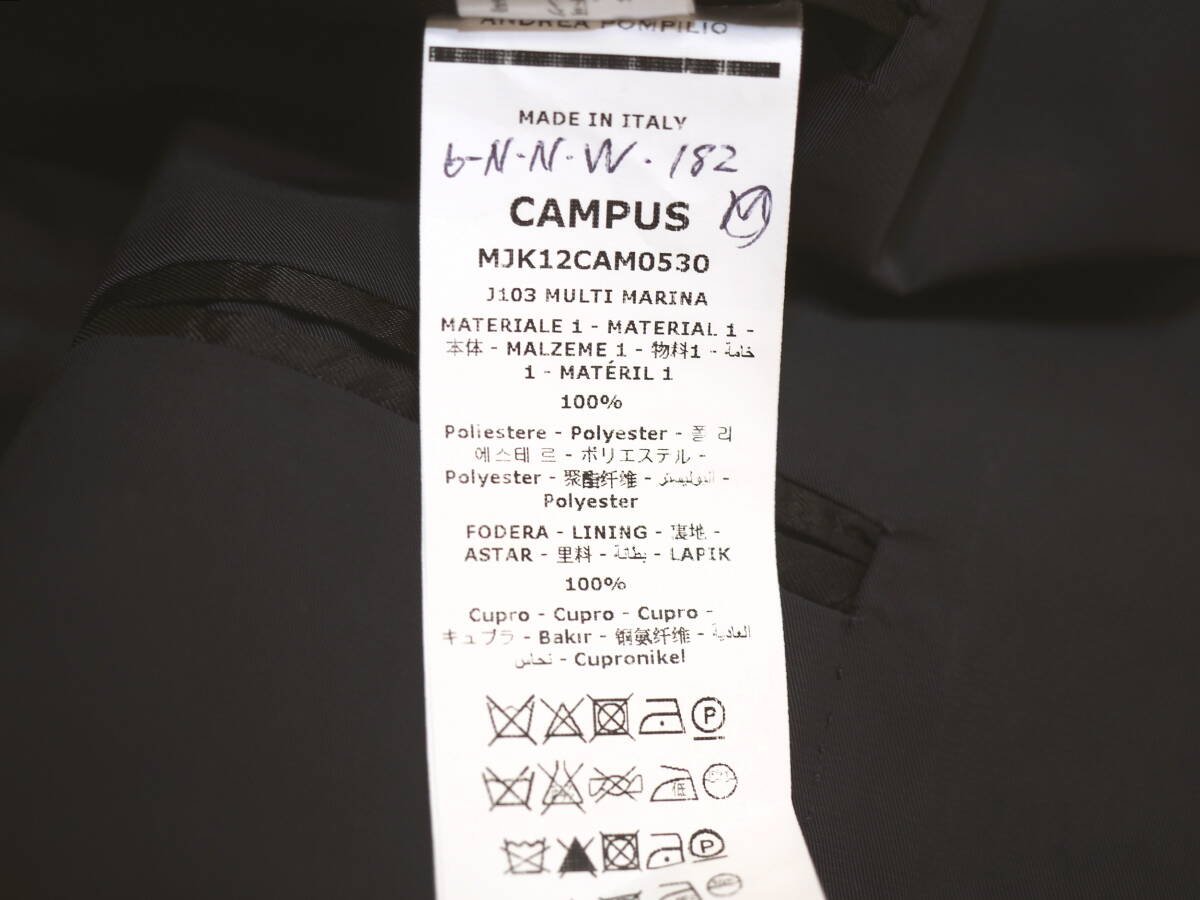 ANDREA POMPILIO
MADE IN ITALY
6-N-N-W-182
CAMPUS M
MJK12CAM0530
J103 MULTI MARINA
MATERIALE 1 - MATERIAL 1 -
本体 - MALZEME 1 - 物料1 - خامة
1 - MATÉRIL 1
100%
Poliestere - Polyester - 폴 리
에스테 르 - ポリエステル -
Polyester - 聚酯纤维 - البوليستر -
Polyester
FODERA - LINING - 裏地 -
ASTAR - 里料 - بطانة - LAPIK
100%
Cupro - Cupro - Cupro -
キュプラ - Bakır - 铜氨纤维 - العادية
نحاس - Cupronikel
P
低
P